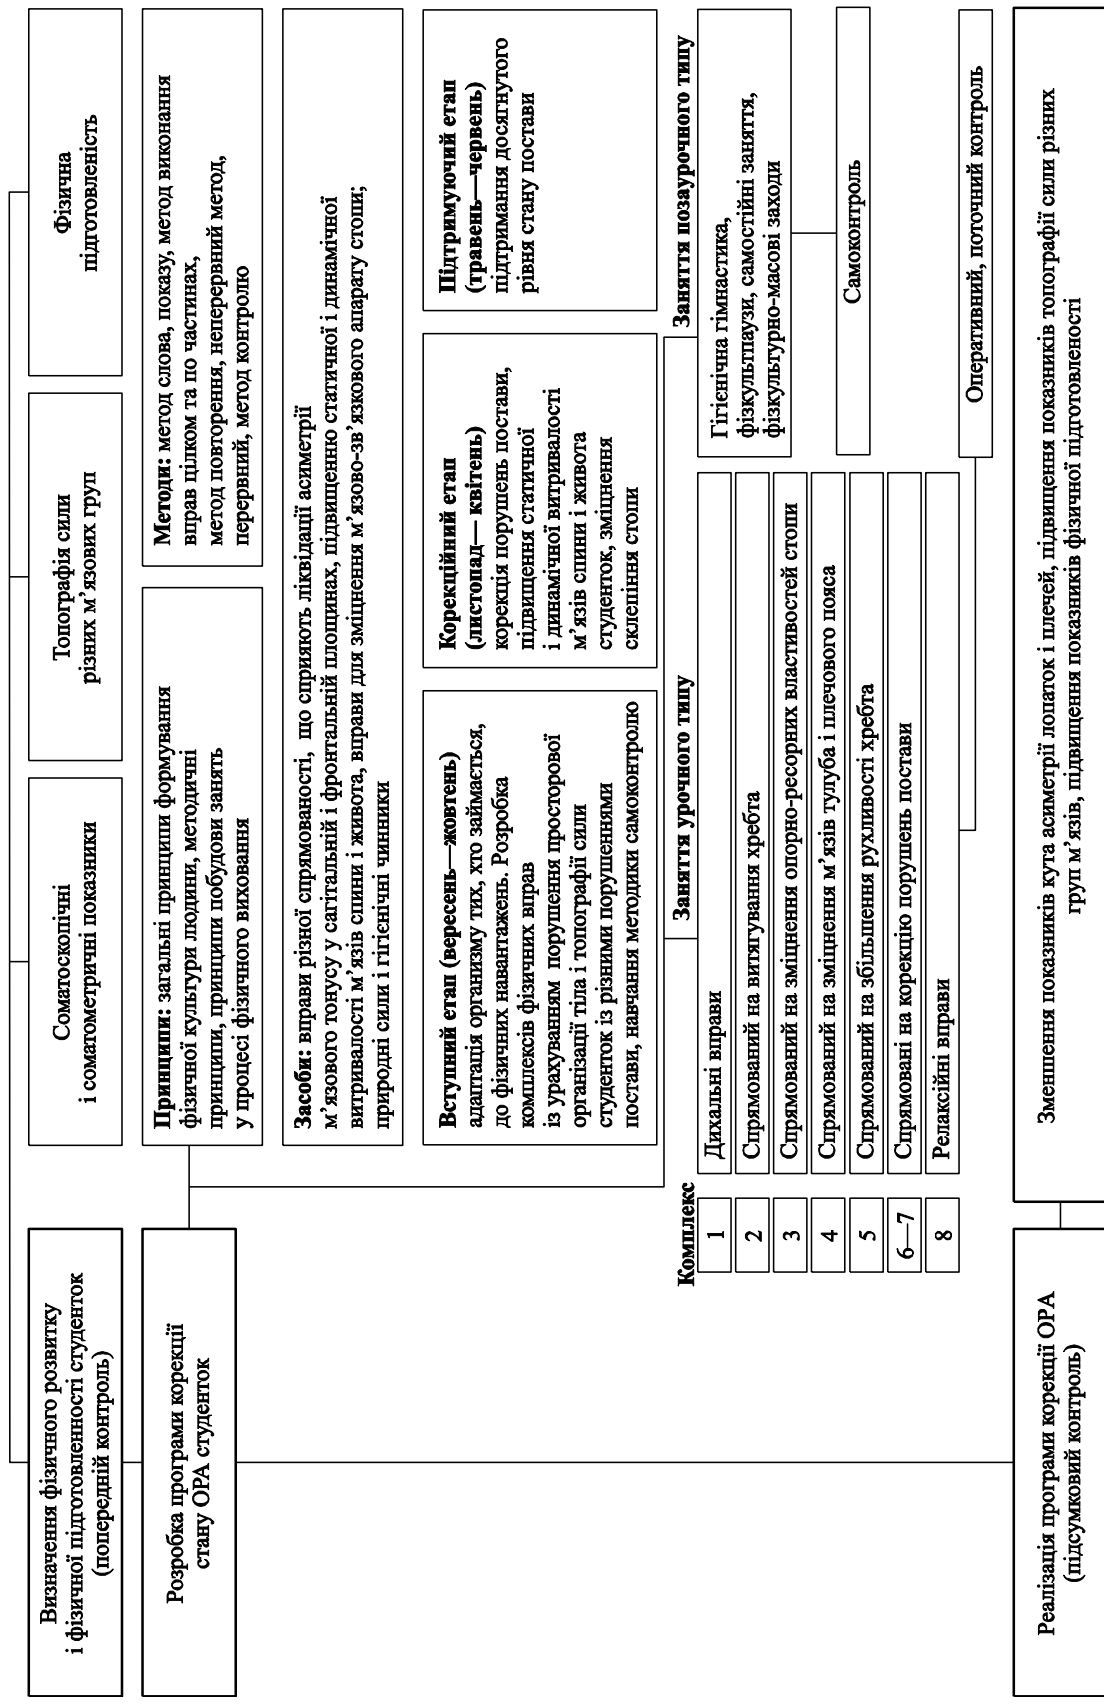 Визначення фізичного розвитку
і фізичної підготовленності студенток
(попередній контроль)
Соматоскопічні
і соматометричні показники
Топографія сили
різних м’язових груп
Фізична
підготовленість
Розробка програми корекції
стану ОРА студенток
Принципи: загальні принципи формування
фізичної культури людини, методичні
принципи, принципи побудови занять
у процесі фізичного виховання
Методи: метод слова, показу, метод виконання
вправ цілком та по частинах,
метод повторення, неперервний метод,
перервний, метод контролю
Засоби: вправи різної спрямованості, що сприяють ліквідації асиметрії
м’язового тонусу у сагітальній і фронтальній площинах, підвищенню статичної і динамічної
витривалості м’язів спини і живота, вправи для зміцнення м’язово-зв’язкового апарату стопи;
природні сили і гігієнічні чинники
Вступний етап (вересень—жовтень)
адаптація організму тих, хто займається,
до фізичних навантажень. Розробка
комплексів фізичних вправ
із урахуванням порушення просторової
організації тіла і топографії сили
студенток із різними порушеннями
постави, навчання методики самоконтролю
Корекційний етап
(листопад— квітень)
корекція порушень постави,
підвищення статичної
і динамічної витривалості
м’язів спини і живота
студенток, зміцнення
склепіння стопи
Підтримуючий етап
(травень—червень)
підтримання досягнутого
рівня стану постави
Заняття урочного типу
Заняття позаурочного типу
Комплекс
1
Дихальні вправи
2
Спрямований на витягування хребта
3
Спрямований на зміцнення опорно-ресорних властивостей стопи
4
Спрямований на зміцнення м’язів тулуба і плечового пояса
5
Спрямований на збільшення рухливості хребта
6—7
Спрямовані на корекцію порушень постави
8
Релаксійні вправи
Гігієнічна гімнастика,
фізкультпаузи, самостійні заняття,
фізкультурно-масові заходи
Самоконтроль
Оперативний, поточний контроль
Реалізація програми корекції ОРА
(підсумковий контроль)
Зменшення показників кута асиметрії лопаток і плечей, підвищення показників топографії сили різних
груп м’язів, підвищення показників фізичної підготовленості